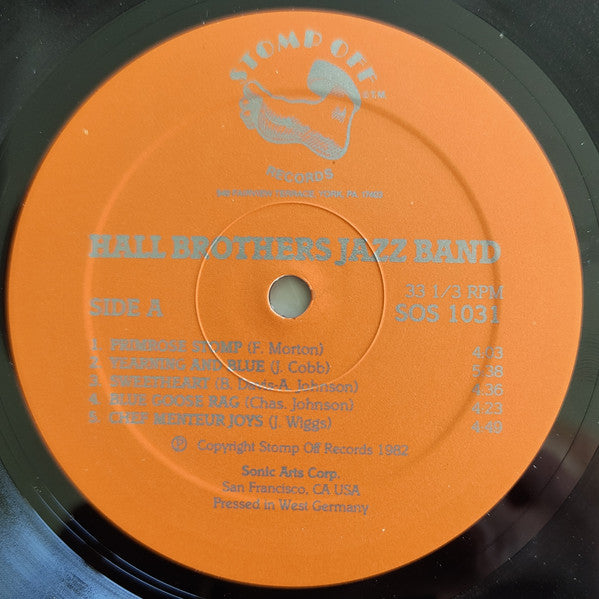 STOMP OFF
RECORDS
HALL BROTHERS JAZZ BAND
33 1/3 RPM
SIDE A
SOS 1031
1. PRIMROSE STOMP (F. Morton) 4.03
2. YEARNING AND BLUE (J. Cobb) 5.38
3. SWEETHEART (B. Davis-A. Johnson) 4.36
4. BLUE GOOSE RAG (Chas. Johnson) 4.23
5. CHEF MENTEUR JOYS (J. Wiggs) 4.49
Ⓟ Copyright Stomp Off Records 1982
Sonic Arts Corp.
San Francisco, CA USA
Pressed in West Germany